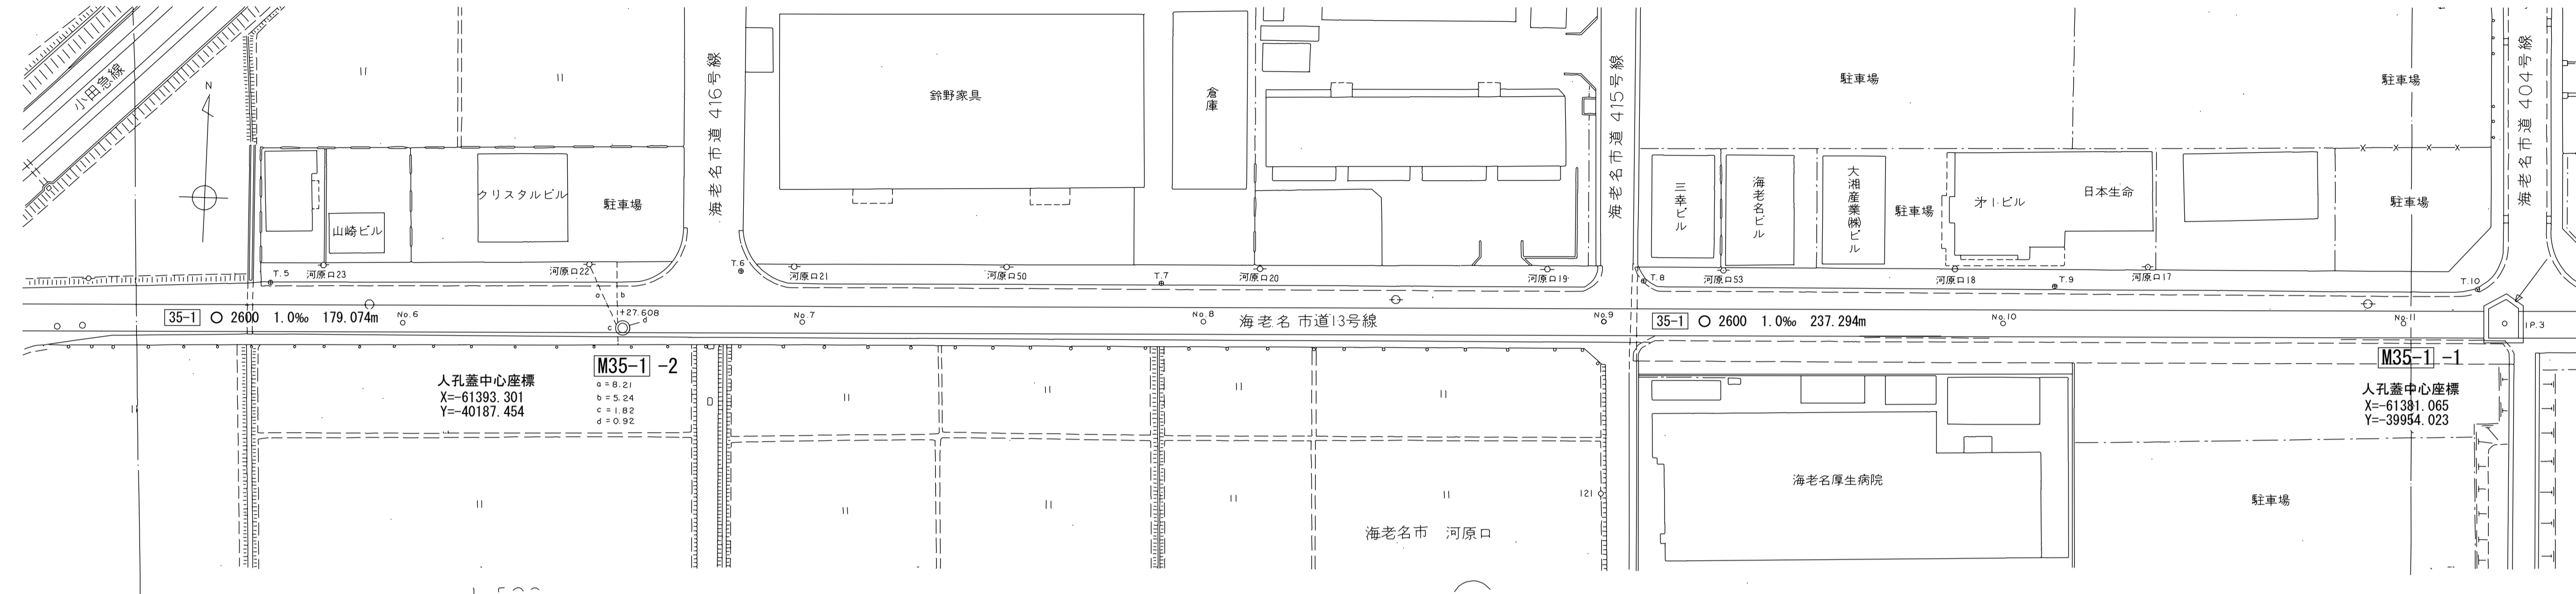 小田急線
N
山崎ビル
クリスタルビル
駐車場
海老名市道 416号線
鈴野家具
倉庫
海老名市道 415号線
駐車場
駐車場
海老名市道 404号線
三幸ビル
海老名ビル
大湘産業㈱ビル
駐車場
才1ビル
日本生命
駐車場
T.5
河原口23
河原口22
T.6
河原口21
河原口50
T.7
河原口20
河原口19
T.8
河原口53
河原口18
T.9
河原口17
T.10
a
b
35-1 ○ 2600 1.0‰ 179.074m
No.6
+27.608
c
d
No.7
No.8
海老名市道13号線
No.9
35-1 ○ 2600 1.0‰ 237.294m
No.10
No.11
IP.3
M35-1 -2
a=8.21
b=5.24
c=1.82
d=0.92
人孔蓋中心座標
X=-61393.301
Y=-40187.454
M35-1 -1
人孔蓋中心座標
X=-61381.065
Y=-39954.023
121
海老名市 河原口
海老名厚生病院
駐車場